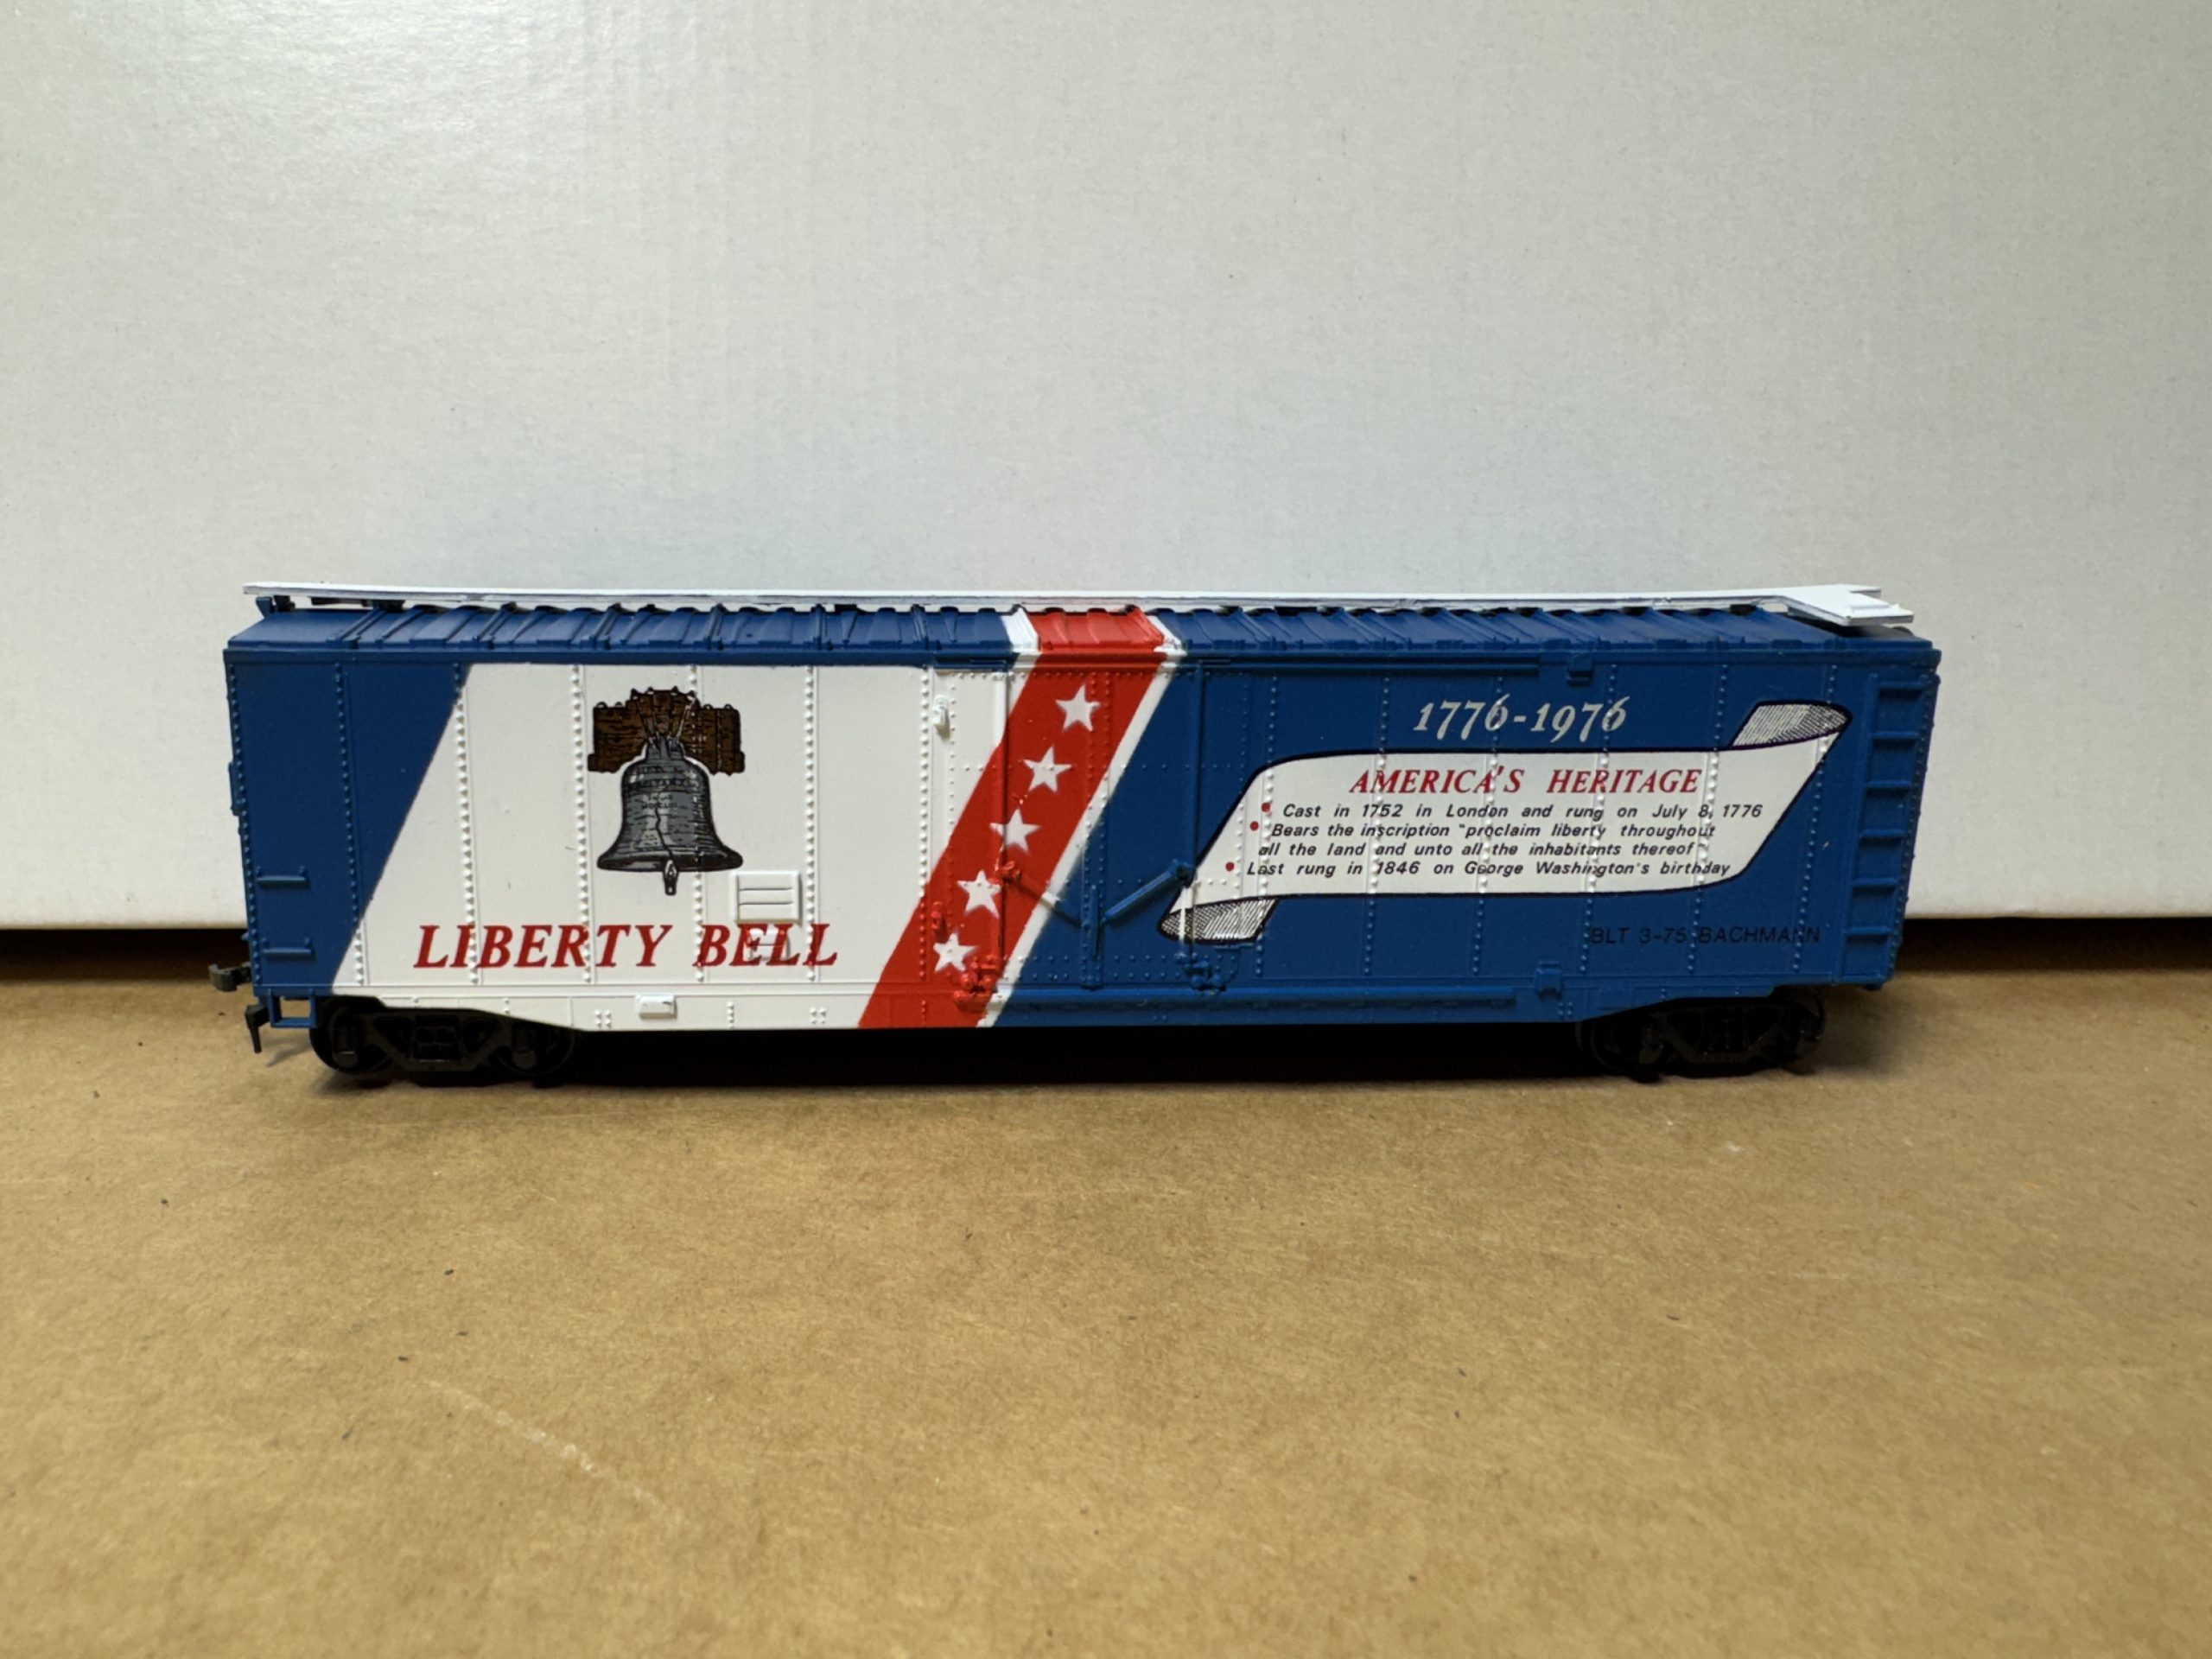 LIBERTY BELL
1776-1976
AMERICA'S HERITAGE
• Cast in 1752 in London and rung on July 8, 1776
• Bears the inscription "proclaim liberty throughout
all the land and unto all the inhabitants thereof"
• Last rung in 1846 on George Washington's birthday
BLT 3-75 BACHMANN